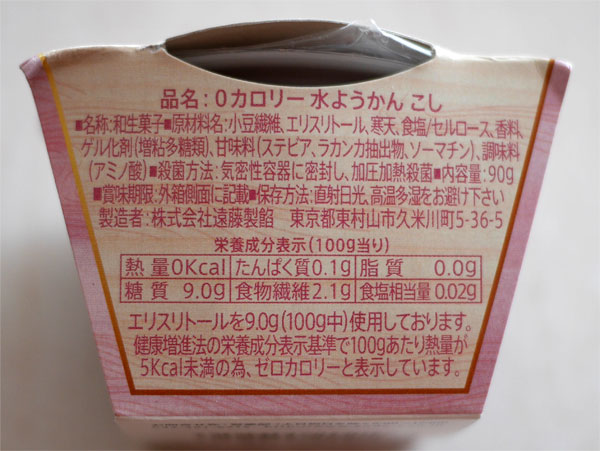 品名：0カロリー 水ようかん こし
■名称:和生菓子■原材料名:小豆繊維、エリスリトール、寒天、食塩/セルロース、香料、
ゲル化剤(増粘多糖類)、甘味料(ステビア、ラカンカ抽出物、ソーマチン)、調味料
(アミノ酸)■殺菌方法：気密性容器に密封し、加圧加熱殺菌■内容量：90g
■賞味期限：外箱側面に記載■保存方法：直射日光、高温多湿をお避け下さい
製造者：株式会社遠藤製餡 東京都東村山市久米川町5-36-5
栄養成分表示(100g当り)
熱量0Kcal たんぱく質0.1g 脂質 0.0g
糖質 9.0g 食物繊維2.1g 食塩相当量 0.02g
エリスリトールを9.0g(100g中)使用しております。
健康増進法の栄養成分表示基準で100gあたり熱量が
5Kcal未満の為、ゼロカロリーと表示しています。